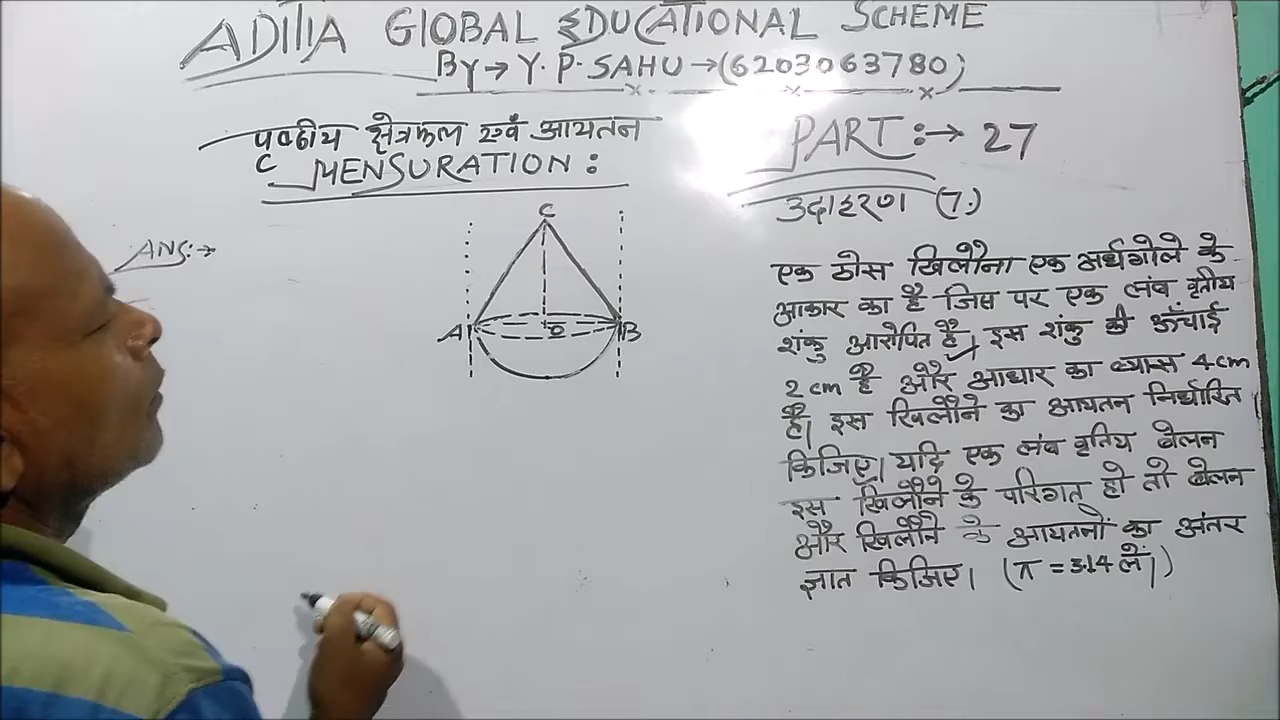 ADITIA GLOBAL EDUCATIONAL SCHEME
BY→ Y. P. SAHU →(6203063780)
पृष्ठीय क्षेत्रफल एवं आयतन
MENSURATION:
PART:→ 27
उदाहरण (7.)
ANS:→
C
A
O
B
एक ठोस खिलौना एक अर्धगोले के
आकार का है जिस पर एक लंब वृतीय
शंकु आरोपित है। इस शंकु की ऊँचाई
2 cm है और आधार का व्यास 4 cm
है। इस खिलौने का आयतन निर्धारित
किजिए। यदि एक लंब वृतिय बेलन
इस खिलौने के परिगत हो तो बेलन
और खिलौने के आयतनों का अंतर
ज्ञात किजिए। (π = 3.14 लें।)